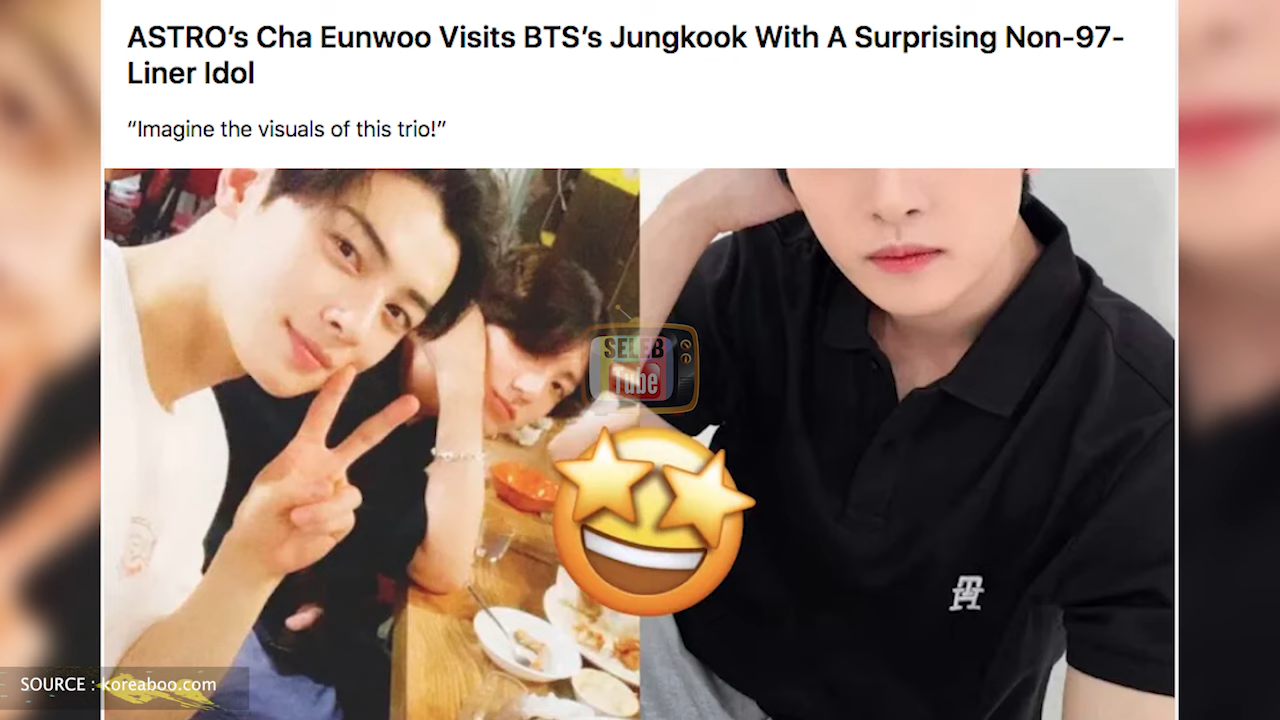 ASTRO’s Cha Eunwoo Visits BTS’s Jungkook With A Surprising Non-97-
Liner Idol
“Imagine the visuals of this trio!”
SELEB
Tube
TH
SOURCE : koreaboo.com